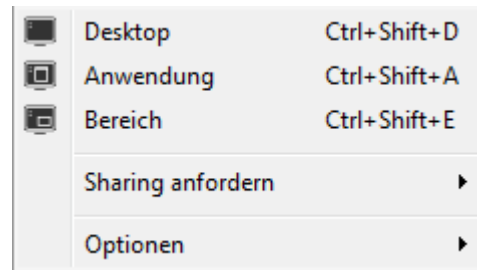 Desktop Ctrl+Shift+D
Anwendung Ctrl+Shift+A
Bereich Ctrl+Shift+E
Sharing anfordern
Optionen